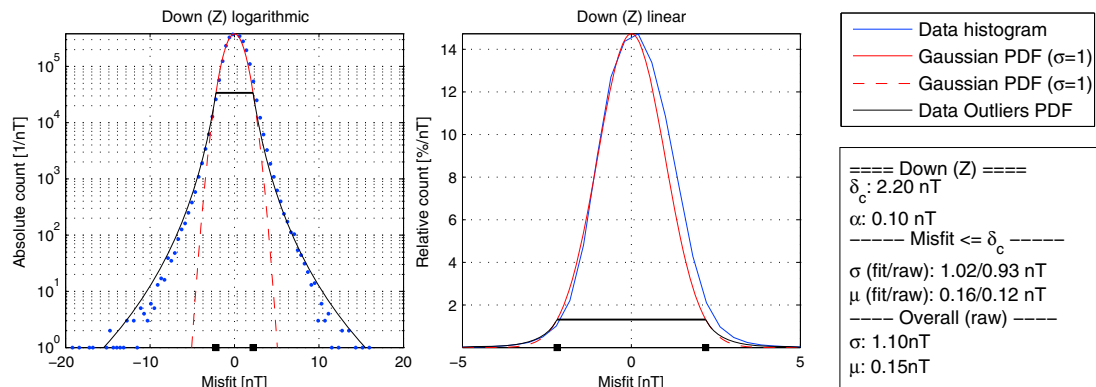 Down (Z) logarithmic
Absolute count [1/nT]
10^5
10^4
10^3
10^2
10^1
10^0
−20 −10 0 10 20
Misfit [nT]
Down (Z) linear
Relative count [%/nT]
14
12
10
8
6
4
2
−5 0 5
Misfit [nT]
Data histogram
Gaussian PDF (σ=1)
Gaussian PDF (σ=1)
Data Outliers PDF
==== Down (Z) ====
δ_c: 2.20 nT
α: 0.10 nT
−−−−− Misfit <= δ_c −−−−−
σ (fit/raw): 1.02/0.93 nT
μ (fit/raw): 0.16/0.12 nT
−−−− Overall (raw) −−−−
σ: 1.10nT
μ: 0.15nT